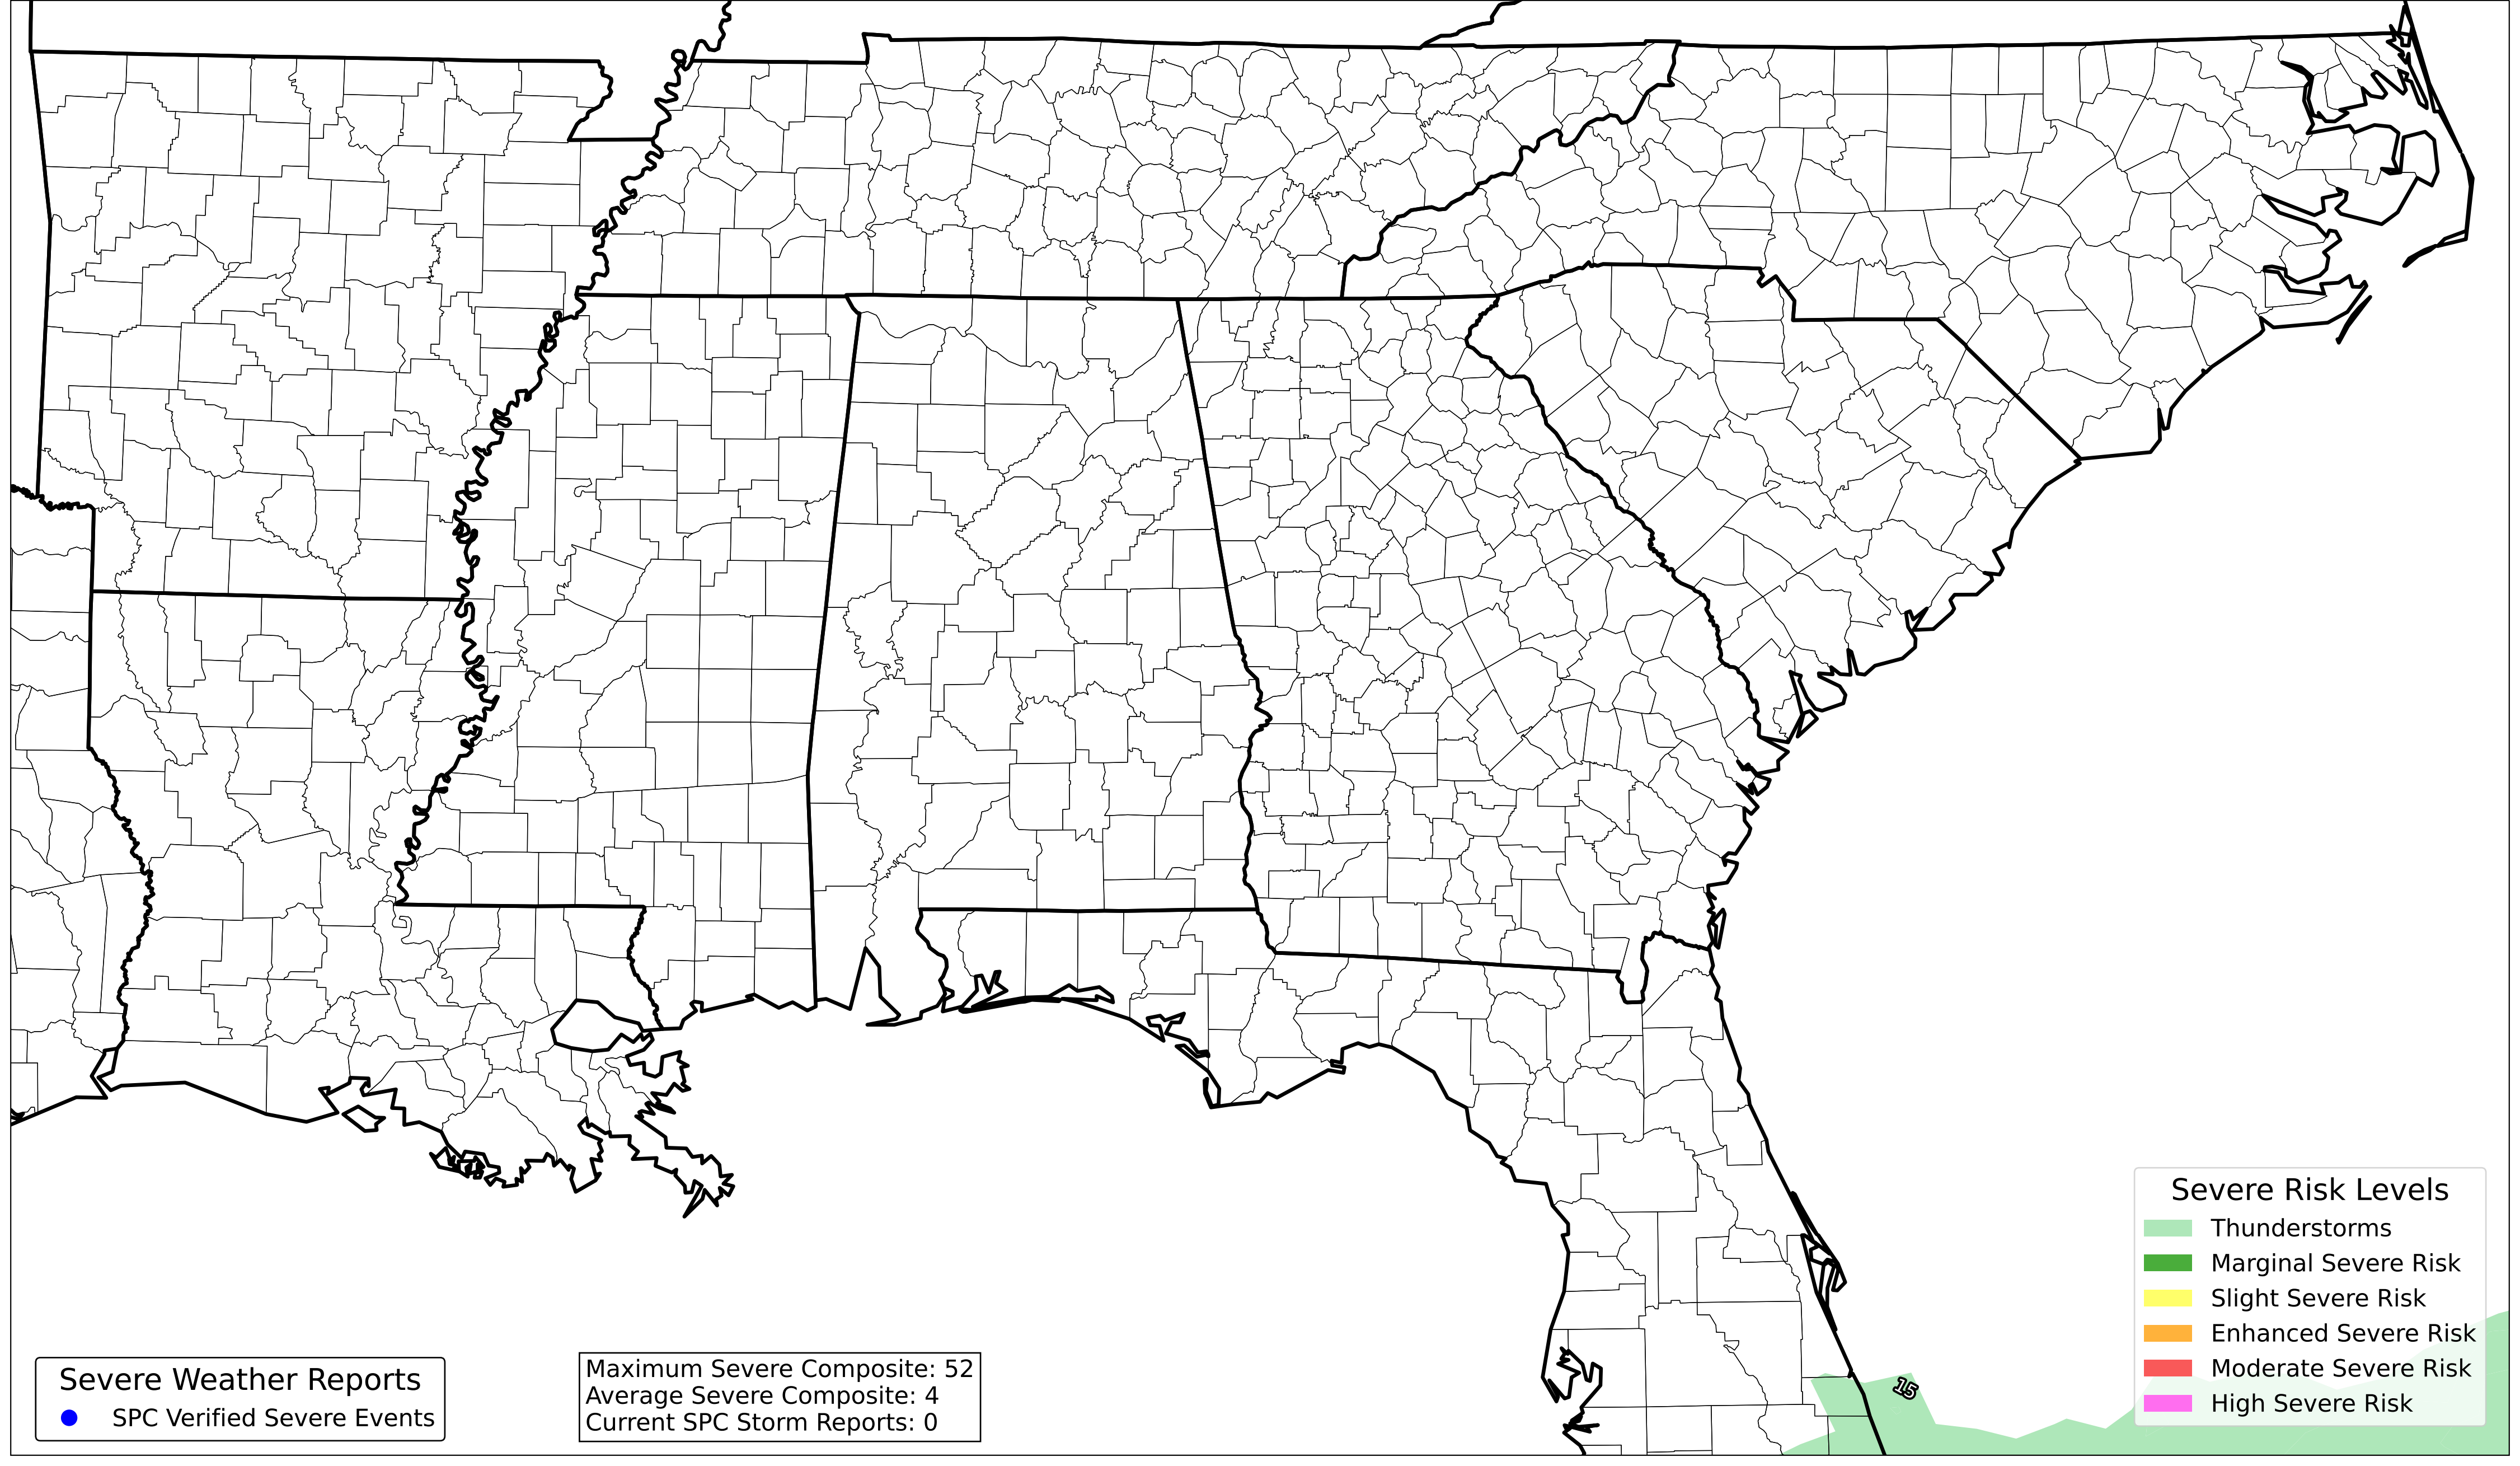 Severe Risk Levels
Thunderstorms
Marginal Severe Risk
Slight Severe Risk
Enhanced Severe Risk
Moderate Severe Risk
High Severe Risk
15
Severe Weather Reports
SPC Verified Severe Events
Maximum Severe Composite: 52
Average Severe Composite: 4
Current SPC Storm Reports: 0